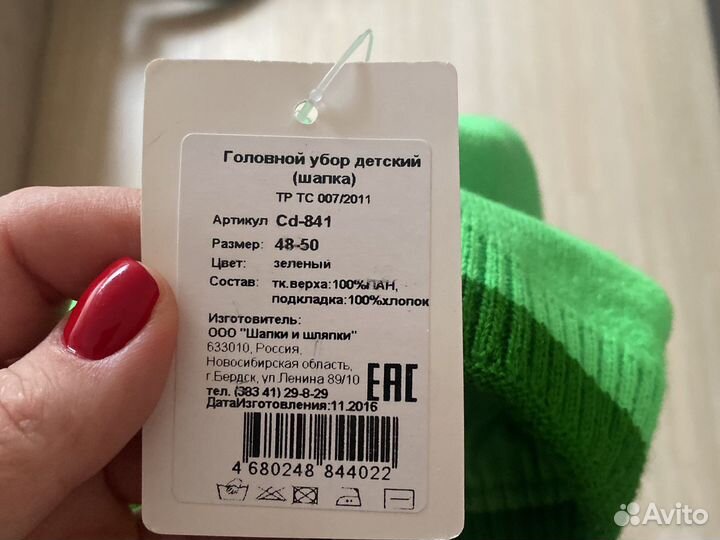 Головной убор детский
(шапка)
ТР ТС 007/2011
Артикул Cd-841
Размер: 48-50
Цвет: зеленый
Состав: тк.верха:100%ПАН,
подкладка:100%хлопок
Изготовитель:
ООО "Шапки и шляпки"
633010, Россия,
Новосибирская область,
г.Бердск, ул Ленина 89/10
тел. (383 41) 29-8-29
ДатаИзготовления:11.2016
EAC
4 680248 844022
Avito